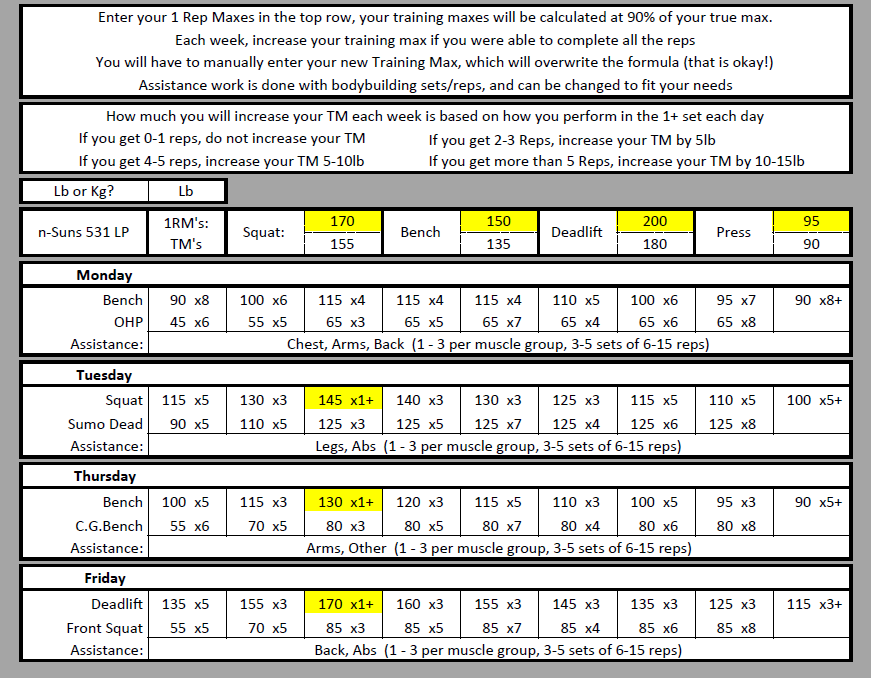 Enter your 1 Rep Maxes in the top row, your training maxes will be calculated at 90% of your true max.
Each week, increase your training max if you were able to complete all the reps
You will have to manually enter your new Training Max, which will overwrite the formula (that is okay!)
Assistance work is done with bodybuilding sets/reps, and can be changed to fit your needs
How much you will increase your TM each week is based on how you perform in the 1+ set each day
If you get 0-1 reps, do not increase your TM If you get 2-3 Reps, increase your TM by 5lb
If you get 4-5 reps, increase your TM 5-10lb If you get more than 5 Reps, increase your TM by 10-15lb
Lb or Kg? Lb
n-Suns 531 LP 1RM's: TM's Squat: 170 155 Bench 150 135 Deadlift 200 180 Press 95 90
Monday
Bench 90 x8 100 x6 115 x4 115 x4 115 x4 110 x5 100 x6 95 x7 90 x8+
OHP 45 x6 55 x5 65 x3 65 x5 65 x7 65 x4 65 x6 65 x8
Assistance: Chest, Arms, Back (1 - 3 per muscle group, 3-5 sets of 6-15 reps)
Tuesday
Squat 115 x5 130 x3 145 x1+ 140 x3 130 x3 125 x3 115 x5 110 x5 100 x5+
Sumo Dead 90 x5 110 x5 125 x3 125 x5 125 x7 125 x4 125 x6 125 x8
Assistance: Legs, Abs (1 - 3 per muscle group, 3-5 sets of 6-15 reps)
Thursday
Bench 100 x5 115 x3 130 x1+ 120 x3 115 x5 110 x3 100 x5 95 x3 90 x5+
C.G.Bench 55 x6 70 x5 80 x3 80 x5 80 x7 80 x4 80 x6 80 x8
Assistance: Arms, Other (1 - 3 per muscle group, 3-5 sets of 6-15 reps)
Friday
Deadlift 135 x5 155 x3 170 x1+ 160 x3 155 x3 145 x3 135 x3 125 x3 115 x3+
Front Squat 55 x5 70 x5 85 x3 85 x5 85 x7 85 x4 85 x6 85 x8
Assistance: Back, Abs (1 - 3 per muscle group, 3-5 sets of 6-15 reps)